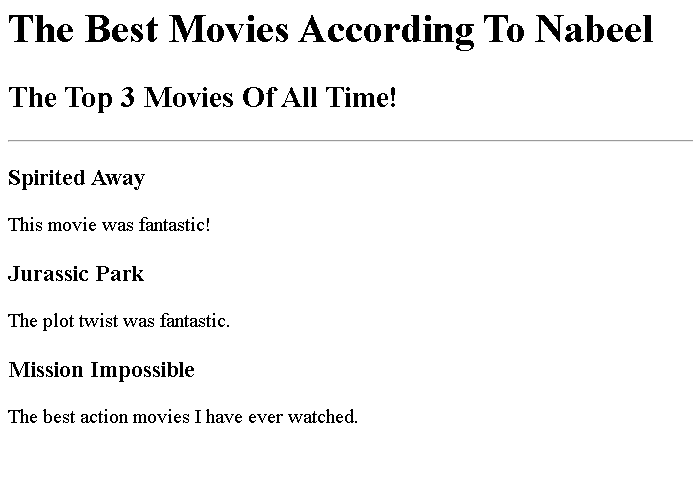 The Best Movies According To Nabeel
The Top 3 Movies Of All Time!
Spirited Away
This movie was fantastic!
Jurassic Park
The plot twist was fantastic.
Mission Impossible
The best action movies I have ever watched.